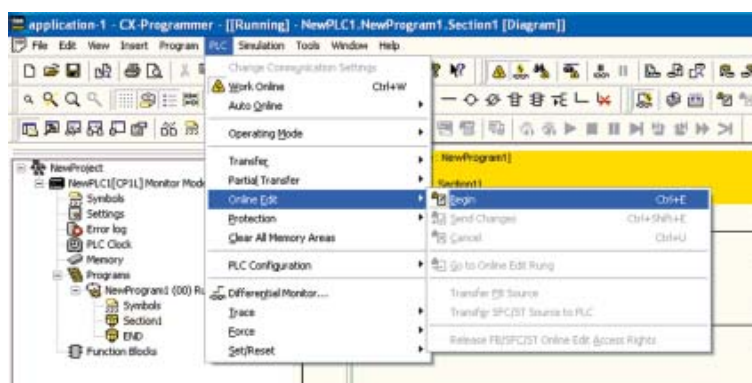 application-1 - CX-Programmer - [[Running] - NewPLC1.NewProgram1.Section1 [Diagram]]
File Edit View Insert Program PLC Simulation Tools Window Help
Change Communication Settings
Work Online Ctrl+W
Auto Online
Operating Mode
Transfer
Partial Transfer
Online Edit
Protection
Clear All Memory Areas
PLC Configuration
Differential Monitor...
Trace
Force
Set/Reset
NewProject
NewPLC1[CP1L] Monitor Mode
Symbols
Settings
Error log
PLC Clock
Memory
Programs
NewProgram1 (00) Ru
Symbols
Section1
END
Function Blocks
: NewProgram1]
Section1]
Begin Ctrl+E
Send Changes Ctrl+Shift+E
Cancel Ctrl+U
Go to Online Edit Rung
Transfer FB Source
Transfer SFC/ST Source to PLC
Release FB/SFC/ST Online Edit Access Rights